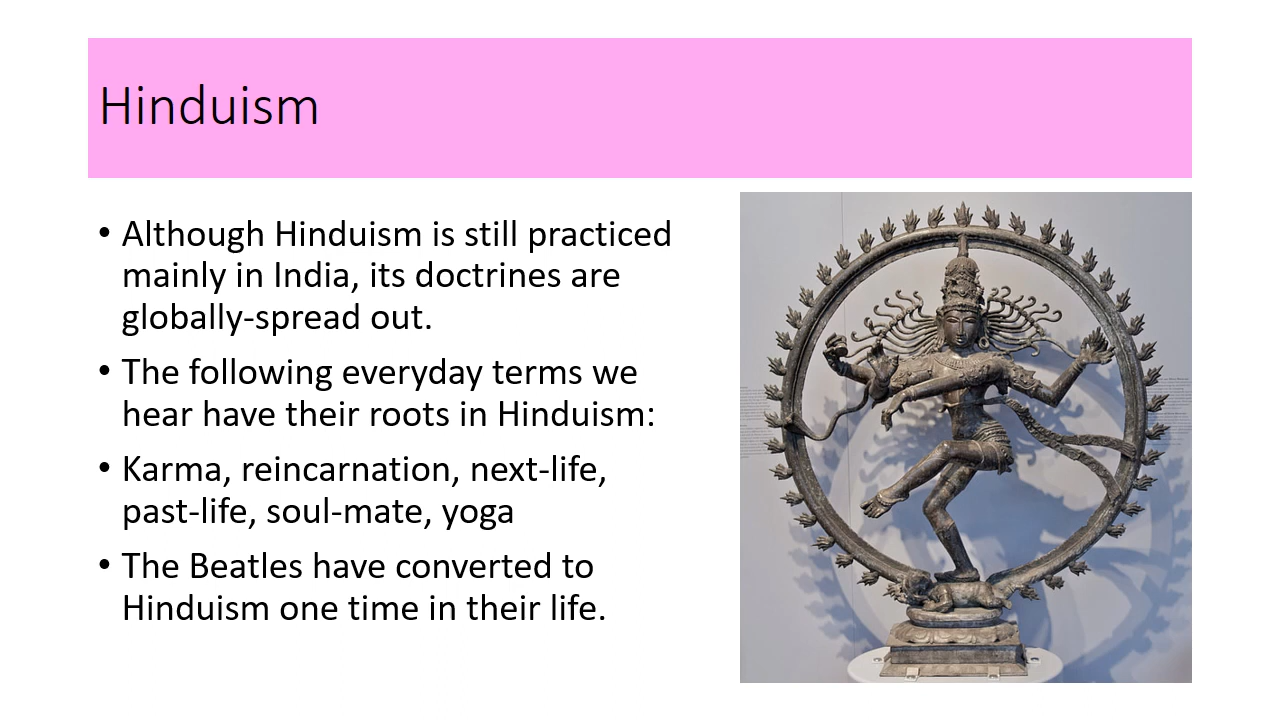 Hinduism
• Although Hinduism is still practiced
mainly in India, its doctrines are
globally-spread out.
• The following everyday terms we
hear have their roots in Hinduism:
• Karma, reincarnation, next-life,
past-life, soul-mate, yoga
• The Beatles have converted to
Hinduism one time in their life.